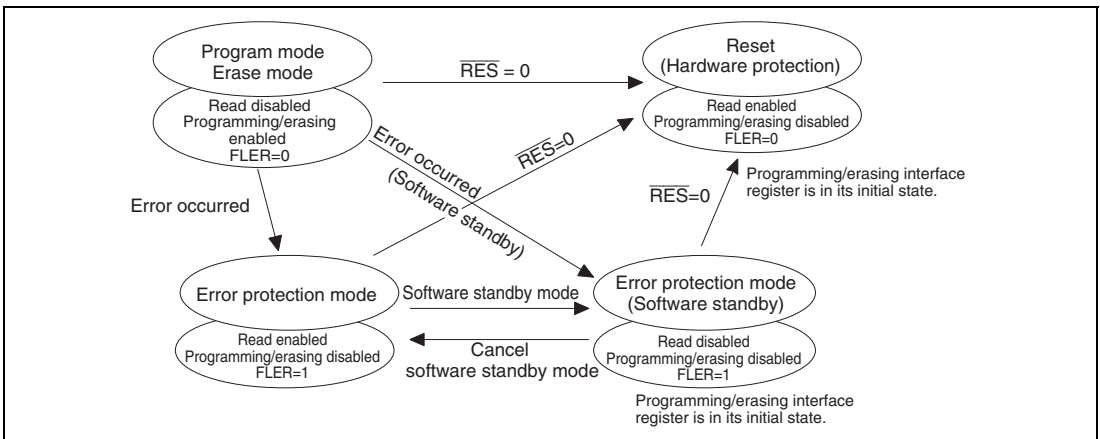 Program mode
Erase mode
Read disabled
Programming/erasing
enabled
FLER=0
RES = 0
Reset
(Hardware protection)
Read enabled
Programming/erasing disabled
FLER=0
Programming/erasing interface
register is in its initial state.
Error occurred
Error occurred
(Software standby)
RES=0
RES=0
Error protection mode
Read enabled
Programming/erasing disabled
FLER=1
Software standby mode
Cancel
software standby mode
Error protection mode
(Software standby)
Read disabled
Programming/erasing disabled
FLER=1
Programming/erasing interface
register is in its initial state.